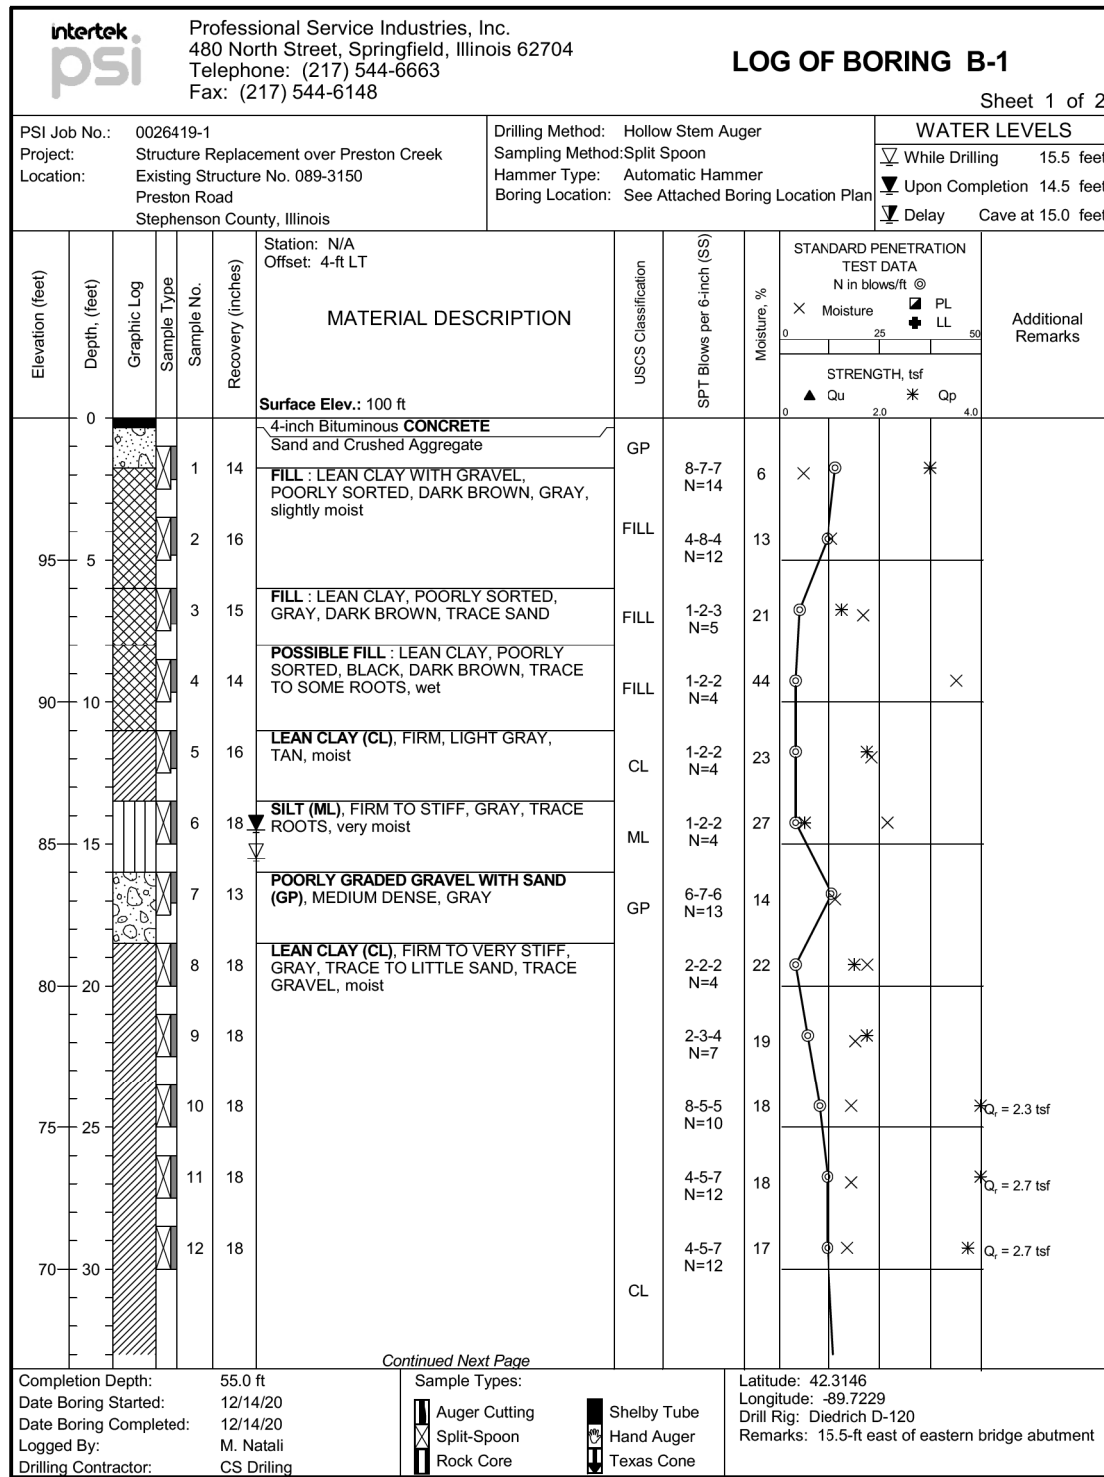 intertek
psi
Professional Service Industries, Inc.
480 North Street, Springfield, Illinois 62704
Telephone: (217) 544-6663
Fax: (217) 544-6148
LOG OF BORING B-1
Sheet 1 of 2
PSI Job No.: 0026419-1
Project: Structure Replacement over Preston Creek
Location: Existing Structure No. 089-3150
Preston Road
Stephenson County, Illinois
Drilling Method: Hollow Stem Auger
Sampling Method:Split Spoon
Hammer Type: Automatic Hammer
Boring Location: See Attached Boring Location Plan
WATER LEVELS
While Drilling 15.5 feet
Upon Completion 14.5 feet
Delay Cave at 15.0 feet
Elevation (feet)
Depth, (feet)
Graphic Log
Sample Type
Sample No.
Recovery (inches)
Station: N/A
Offset: 4-ft LT
MATERIAL DESCRIPTION
Surface Elev.: 100 ft
USCS Classification
SPT Blows per 6-inch (SS)
Moisture, %
STANDARD PENETRATION
TEST DATA
N in blows/ft
Moisture PL
LL
0 25 50
STRENGTH, tsf
Qu Qp
0 2.0 4.0
Additional
Remarks
0
4-inch Bituminous CONCRETE
Sand and Crushed Aggregate
GP
1 14
FILL : LEAN CLAY WITH GRAVEL,
POORLY SORTED, DARK BROWN, GRAY,
slightly moist
8-7-7
N=14
6
2 16
FILL
4-8-4
N=12
13
95 5
3 15
FILL : LEAN CLAY, POORLY SORTED,
GRAY, DARK BROWN, TRACE SAND
FILL
1-2-3
N=5
21
POSSIBLE FILL : LEAN CLAY, POORLY
SORTED, BLACK, DARK BROWN, TRACE
TO SOME ROOTS, wet
4 14
FILL
1-2-2
N=4
44
90 10
LEAN CLAY (CL), FIRM, LIGHT GRAY,
TAN, moist
5 16
CL
1-2-2
N=4
23
SILT (ML), FIRM TO STIFF, GRAY, TRACE
ROOTS, very moist
6 18
ML
1-2-2
N=4
27
85 15
POORLY GRADED GRAVEL WITH SAND
(GP), MEDIUM DENSE, GRAY
7 13
GP
6-7-6
N=13
14
LEAN CLAY (CL), FIRM TO VERY STIFF,
GRAY, TRACE TO LITTLE SAND, TRACE
GRAVEL, moist
8 18
2-2-2
N=4
22
80 20
9 18
2-3-4
N=7
19
10 18
8-5-5
N=10
18
Qr = 2.3 tsf
75 25
11 18
4-5-7
N=12
18
Qr = 2.7 tsf
12 18
4-5-7
N=12
17
Qr = 2.7 tsf
70 30
CL
Continued Next Page
Completion Depth: 55.0 ft
Date Boring Started: 12/14/20
Date Boring Completed: 12/14/20
Logged By: M. Natali
Drilling Contractor: CS Driling
Sample Types:
Auger Cutting
Split-Spoon
Rock Core
Shelby Tube
Hand Auger
Texas Cone
Latitude: 42.3146
Longitude: -89.7229
Drill Rig: Diedrich D-120
Remarks: 15.5-ft east of eastern bridge abutment